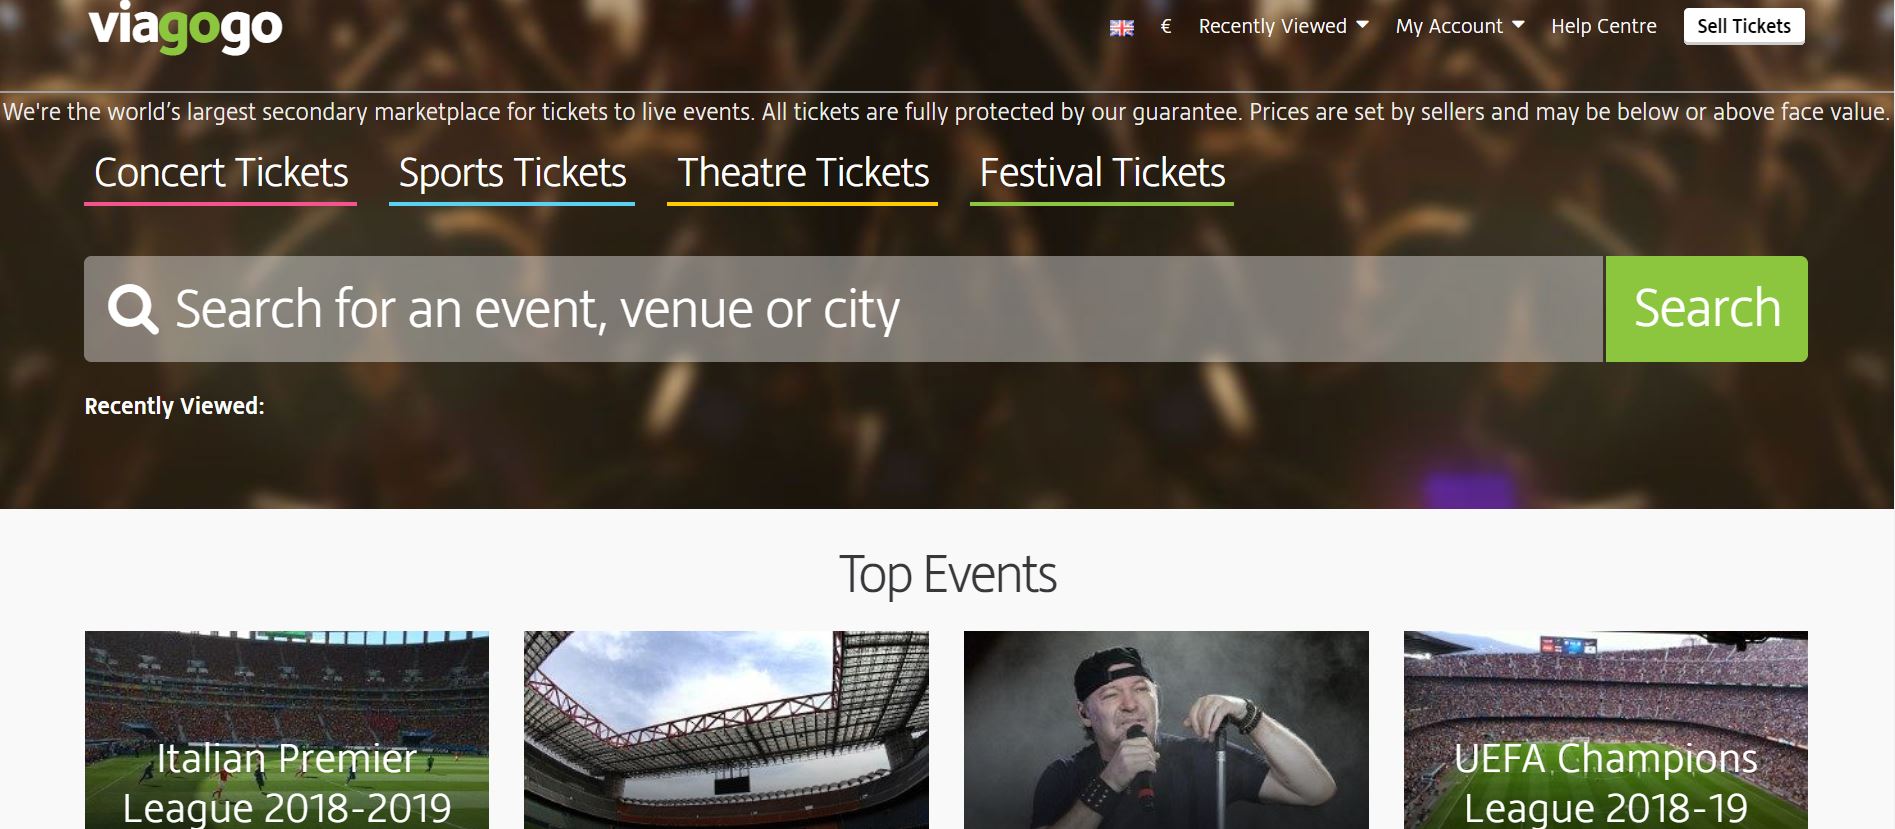 viagogo
€ Recently Viewed My Account Help Centre Sell Tickets
We're the world’s largest secondary marketplace for tickets to live events. All tickets are fully protected by our guarantee. Prices are set by sellers and may be below or above face value.
Concert Tickets Sports Tickets Theatre Tickets Festival Tickets
Search for an event, venue or city Search
Recently Viewed:
Top Events
Italian Premier
League 2018-2019
UEFA Champions
League 2018-19